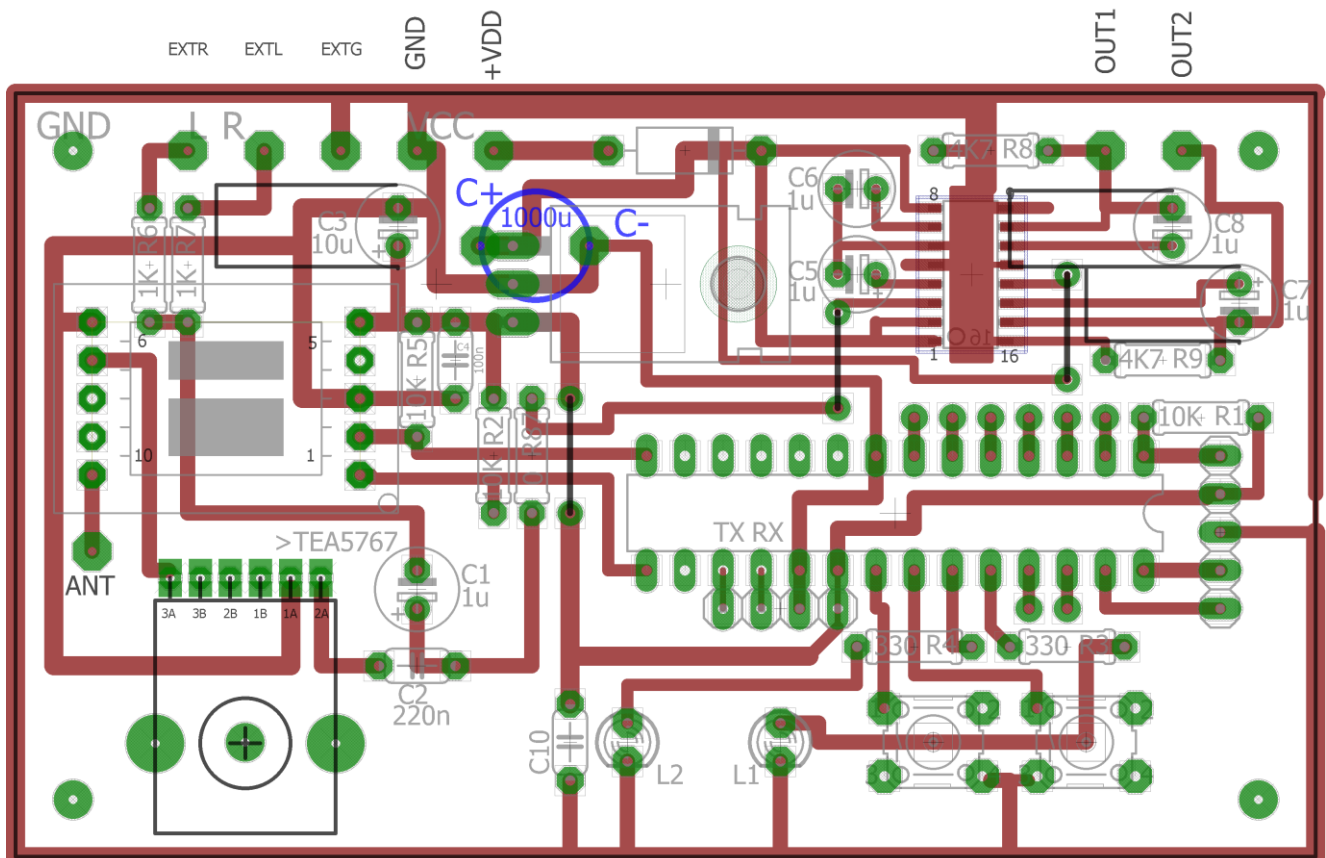 EXTR EXTL EXTG GND +VDD OUT1 OUT2
GND L R VCC
4K7 R8
C+ 1000u C-
C6
1u
C3
10u
C8
1u
8 9
C5
1u
C7
1u
1K R6
1K R7
1 16
6 5
10K R5
C4
100n
4K7 R9
10 1
10K R2
10K R1
>TEA5767
TX RX
ANT
C1
1u
3A 3B 2B 1B 1A 2A
330 R4
330 R3
C2
220n
C10
L2 L1